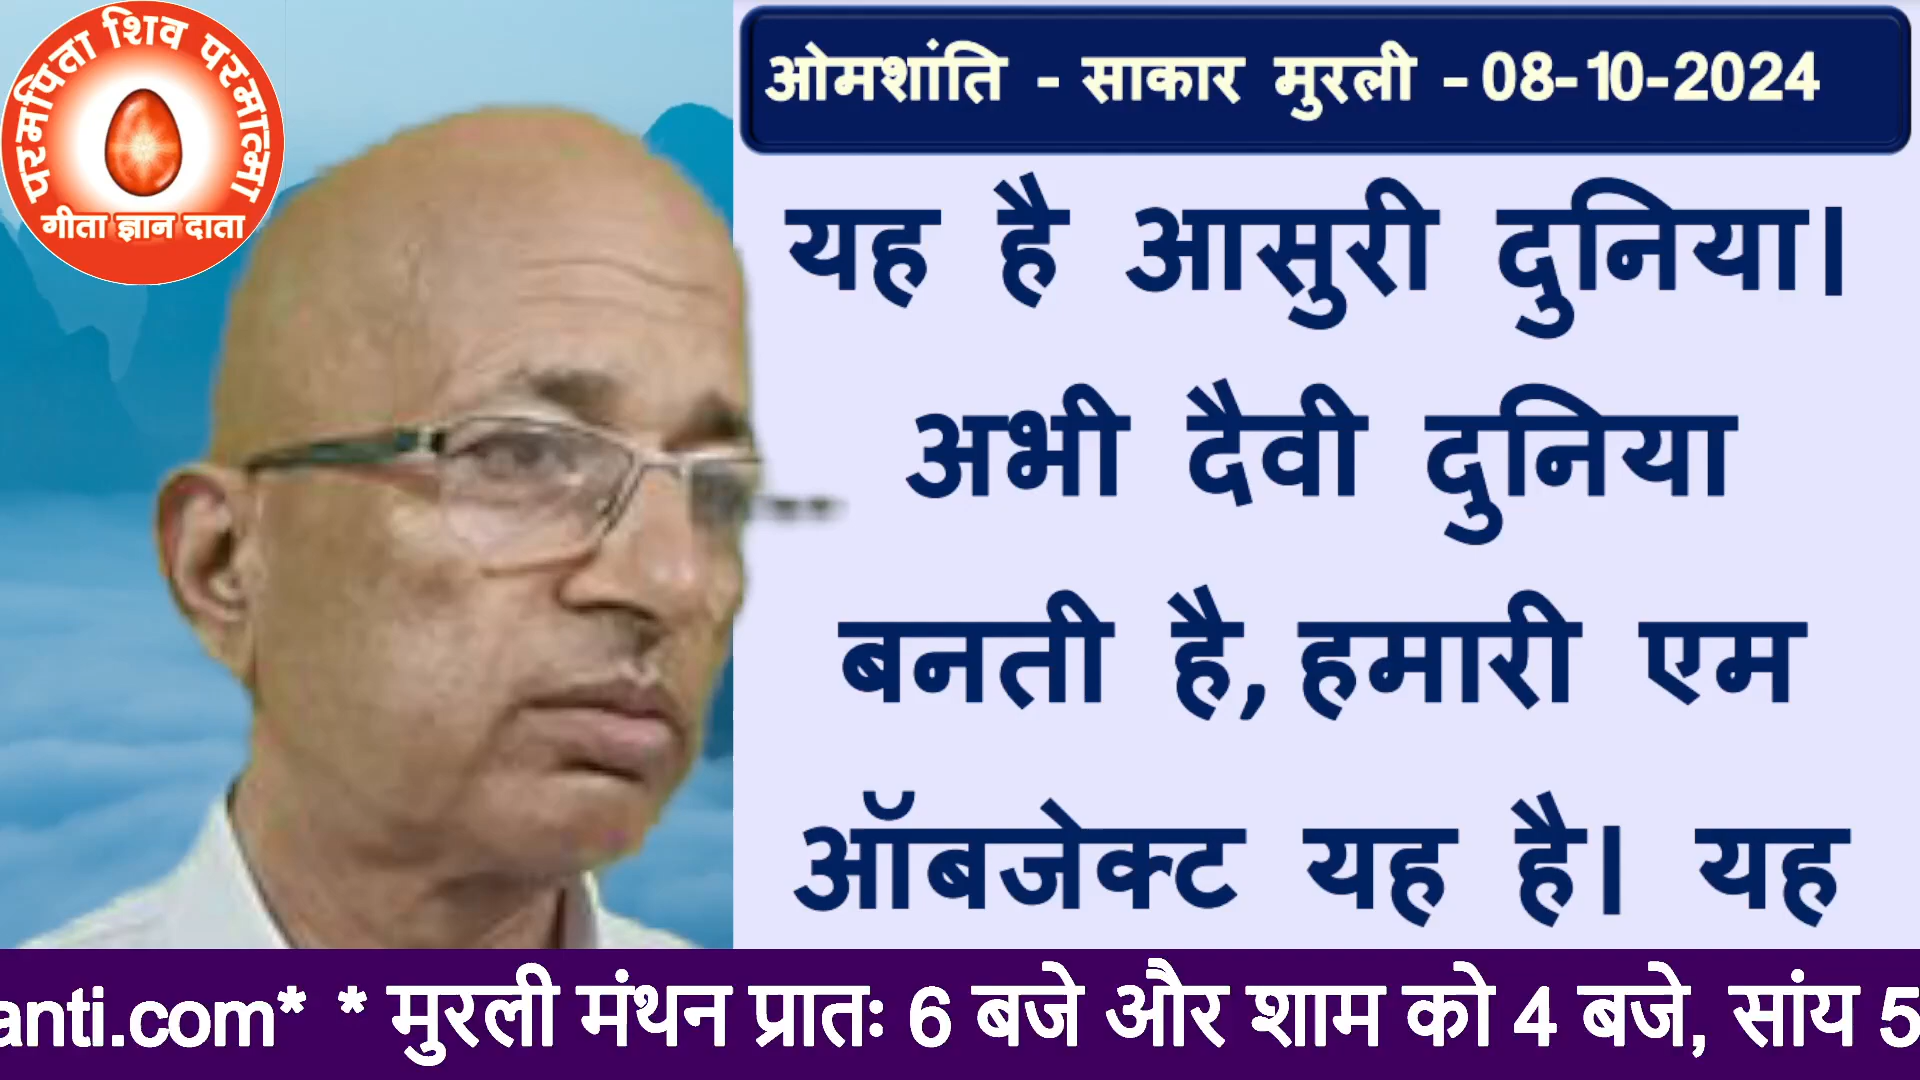 परमपिता शिव परमात्मा
गीता ज्ञान दाता
ओमशांति - साकार मुरली - 08-10-2024
यह है आसुरी दुनिया।
अभी दैवी दुनिया
बनती है, हमारी एम
ऑबजेक्ट यह है। यह
anti.com* * मुरली मंथन प्रातः 6 बजे और शाम को 4 बजे, सांय 5